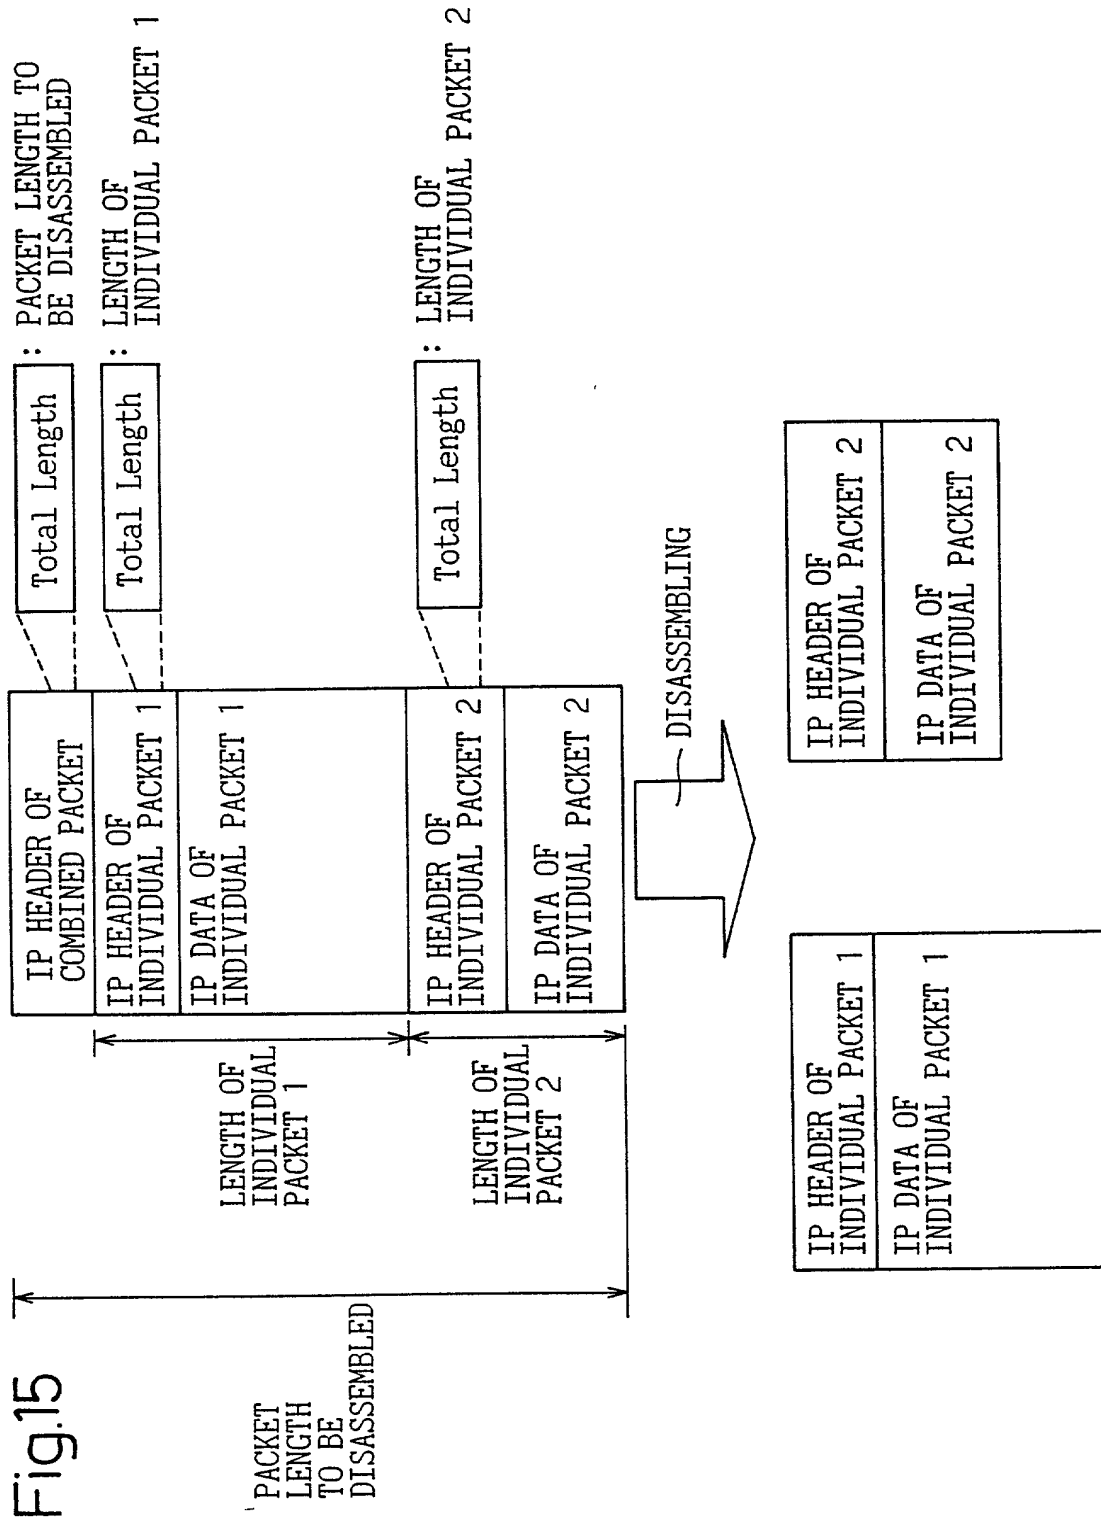 Fig.15
PACKET
LENGTH
TO BE
DISASSEMBLED
LENGTH OF
INDIVIDUAL
PACKET 1
LENGTH OF
INDIVIDUAL
PACKET 2
IP HEADER OF
COMBINED PACKET
IP HEADER OF
INDIVIDUAL PACKET 1
IP DATA OF
INDIVIDUAL PACKET 1
IP HEADER OF
INDIVIDUAL PACKET 2
IP DATA OF
INDIVIDUAL PACKET 2
Total Length
: PACKET LENGTH TO
BE DISASSEMBLED
Total Length
: LENGTH OF
INDIVIDUAL PACKET 1
Total Length
: LENGTH OF
INDIVIDUAL PACKET 2
DISASSEMBLING
IP HEADER OF
INDIVIDUAL PACKET 1
IP DATA OF
INDIVIDUAL PACKET 1
IP HEADER OF
INDIVIDUAL PACKET 2
IP DATA OF
INDIVIDUAL PACKET 2